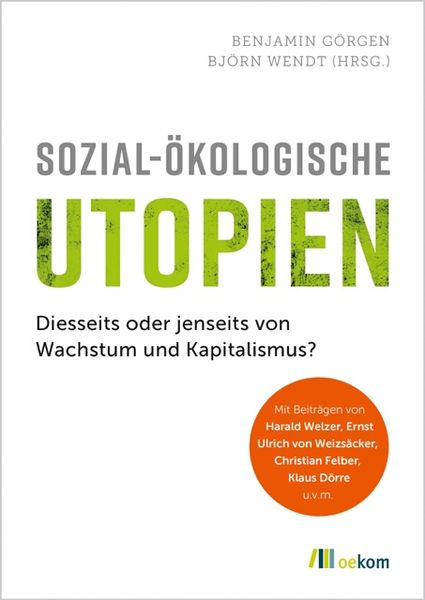 BENJAMIN GÖRGEN
BJÖRN WENDT (HRSG.)
SOZIAL-ÖKOLOGISCHE
UTOPIEN
Diesseits oder jenseits von
Wachstum und Kapitalismus?
Mit Beiträgen von
Harald Welzer, Ernst
Ulrich von Weizsäcker,
Christian Felber,
Klaus Dörre
u.v.m.
oekom